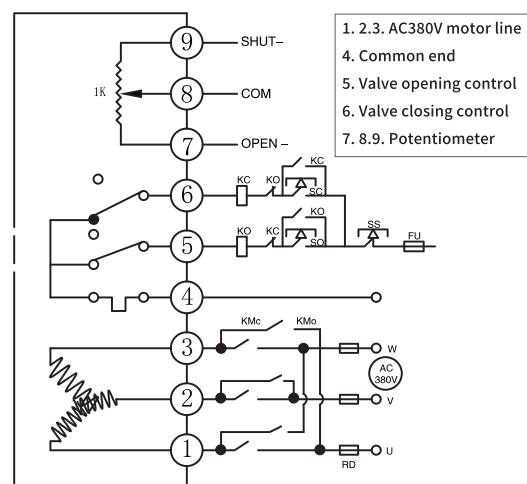 9 SHUT–
1K
8 COM
7 OPEN –
1. 2.3. AC380V motor line
4. Common end
5. Valve opening control
6. Valve closing control
7. 8.9. Potentiometer
KC
6 KC KO SC
KO
5 KO KC SO SS FU
4
KMc KMo
3 W
AC
380V
2 V
1 U
RD